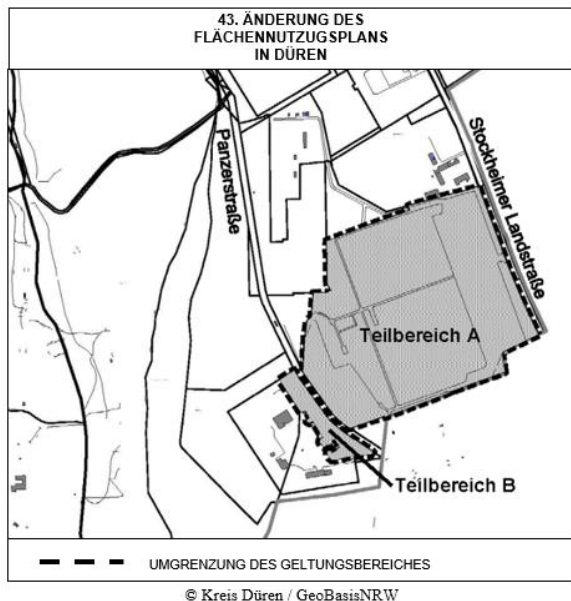 43. ÄNDERUNG DES
FLÄCHENNUTZUGSPLANS
IN DÜREN
Panzerstraße
Stockheimer Landstraße
Teilbereich A
Teilbereich B
UMGRENZUNG DES GELTUNGSBEREICHES
© Kreis Düren / GeoBasisNRW